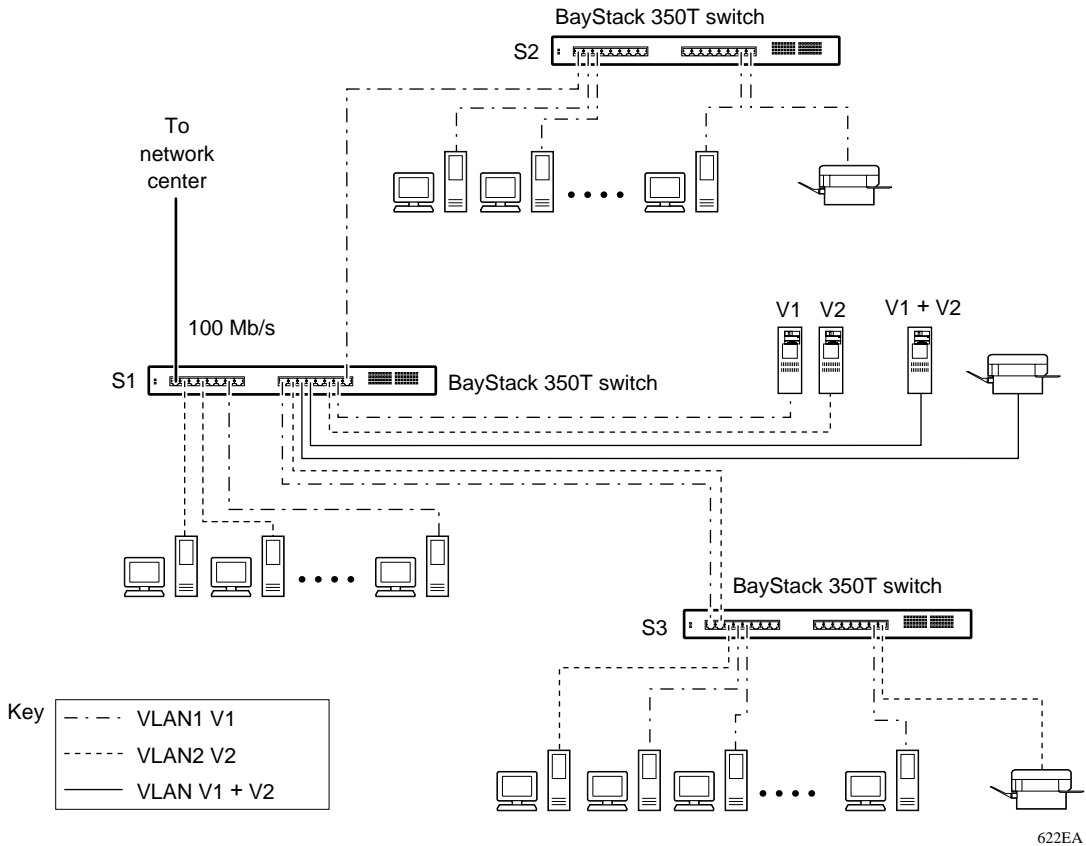 BayStack 350T switch
S2
To
network
center
100 Mb/s
V1
V2
V1 + V2
S1
BayStack 350T switch
BayStack 350T switch
S3
Key
VLAN1 V1
VLAN2 V2
VLAN V1 + V2
622EA